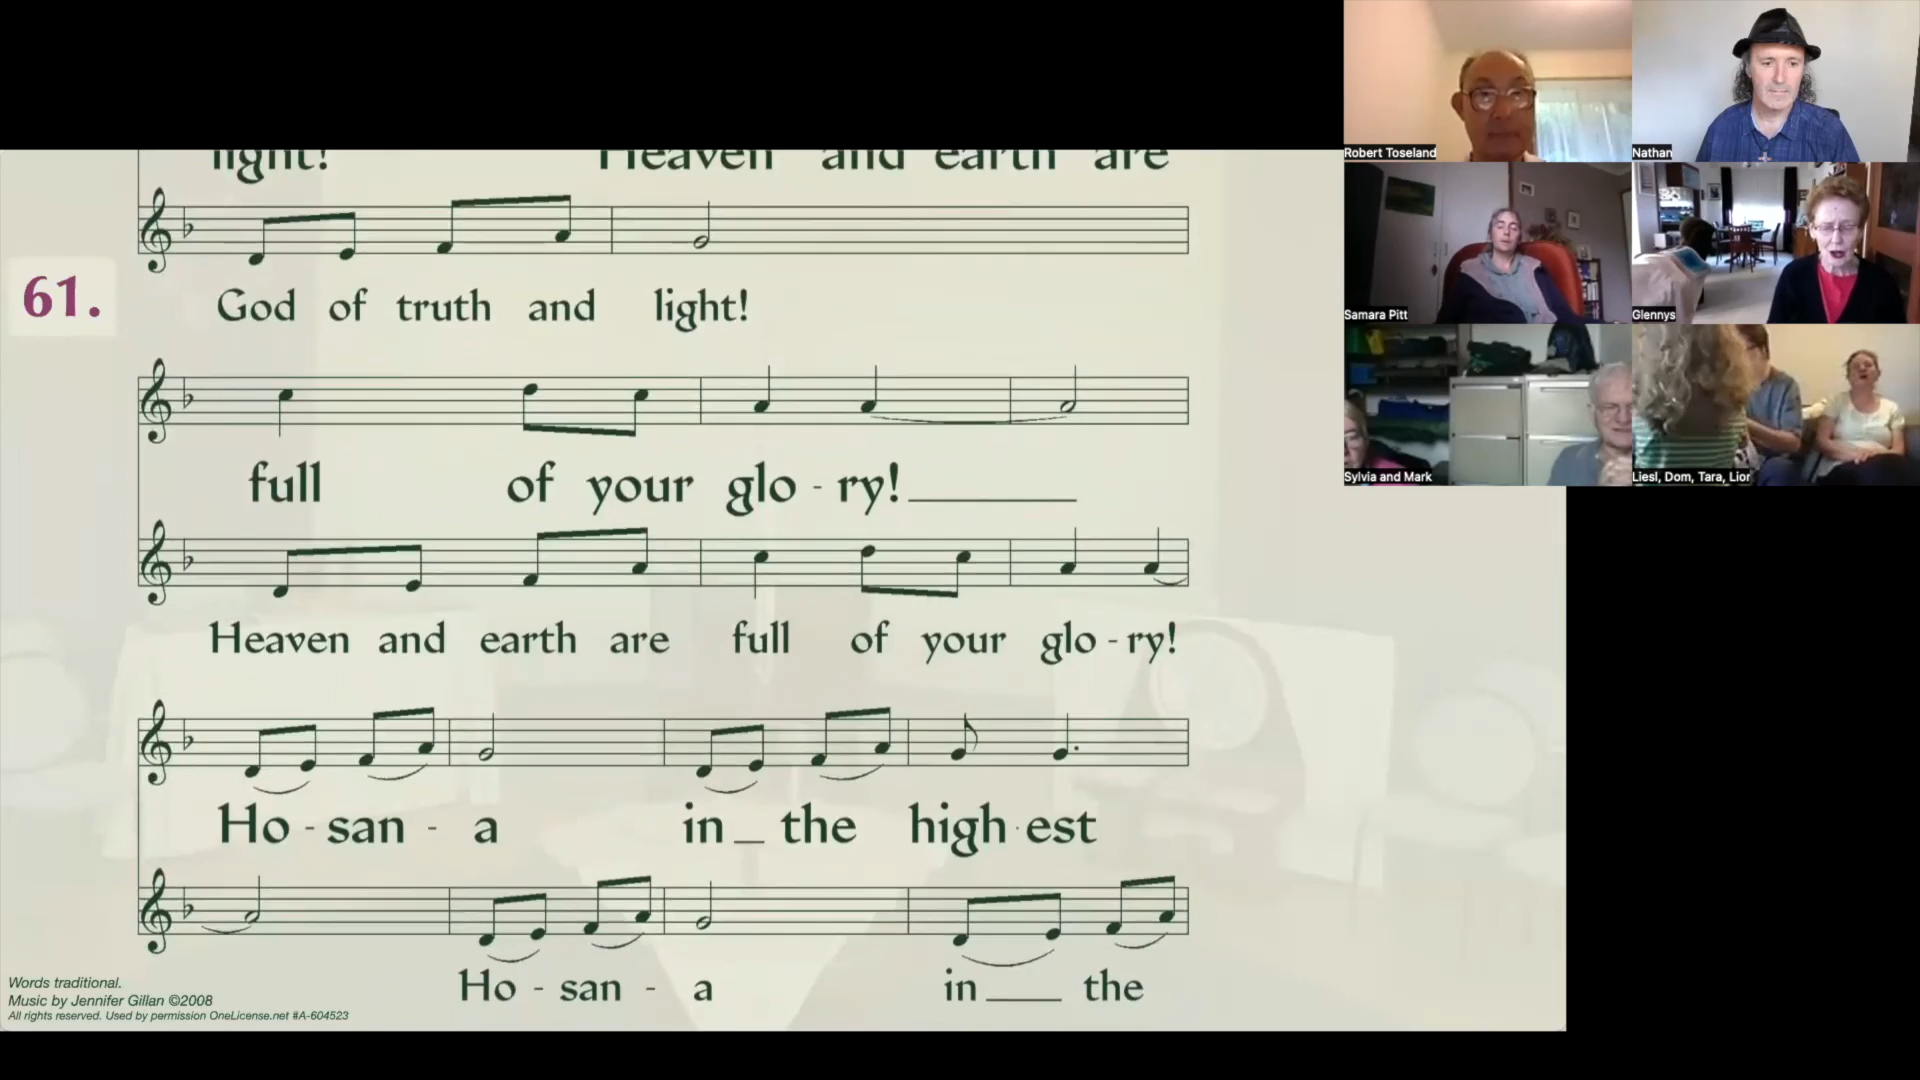 light! Heaven and earth are
61.
God of truth and light!
full of your glo - ry!
Heaven and earth are full of your glo - ry!
Ho - san - a in the high - est
Ho - san - a in the
Words traditional.
Music by Jennifer Gillan ©2008
All rights reserved. Used by permission OneLicense.net #A-604523
Robert Toseland
Nathan
Samara Pitt
Glennys
Sylvia and Mark
Liesl, Dom, Tara, Lior